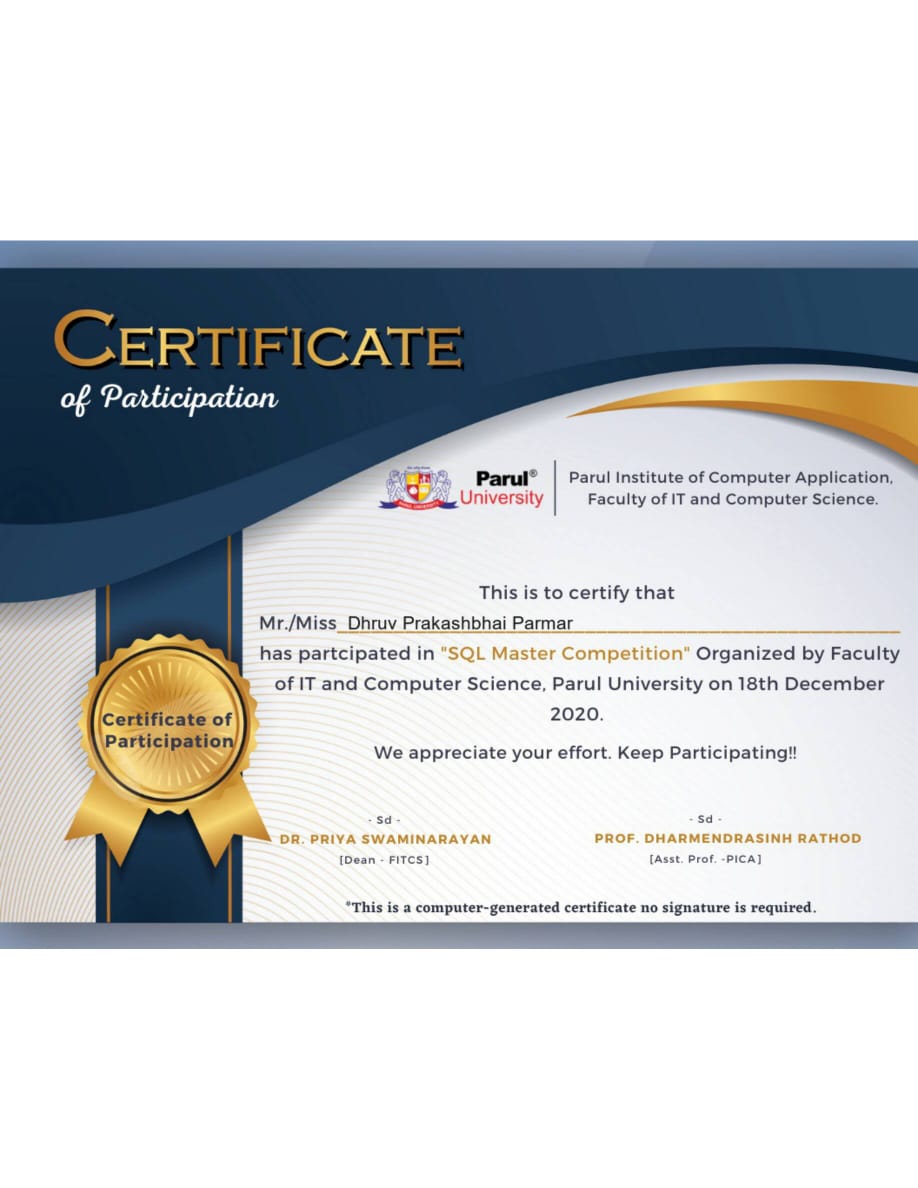 CERTIFICATE
of Participation
Parul®
University
PARUL UNIVERSITY
Parul Institute of Computer Application,
Faculty of IT and Computer Science.
This is to certify that
Mr./Miss Dhruv Prakashbhai Parmar
has partcipated in "SQL Master Competition" Organized by Faculty
of IT and Computer Science, Parul University on 18th December
2020.
We appreciate your effort. Keep Participating!!
Certificate of
Participation
- Sd -
DR. PRIYA SWAMINARAYAN
[Dean - FITCS]
- Sd -
PROF. DHARMENDRASINH RATHOD
[Asst. Prof. -PICA]
*This is a computer-generated certificate no signature is required.